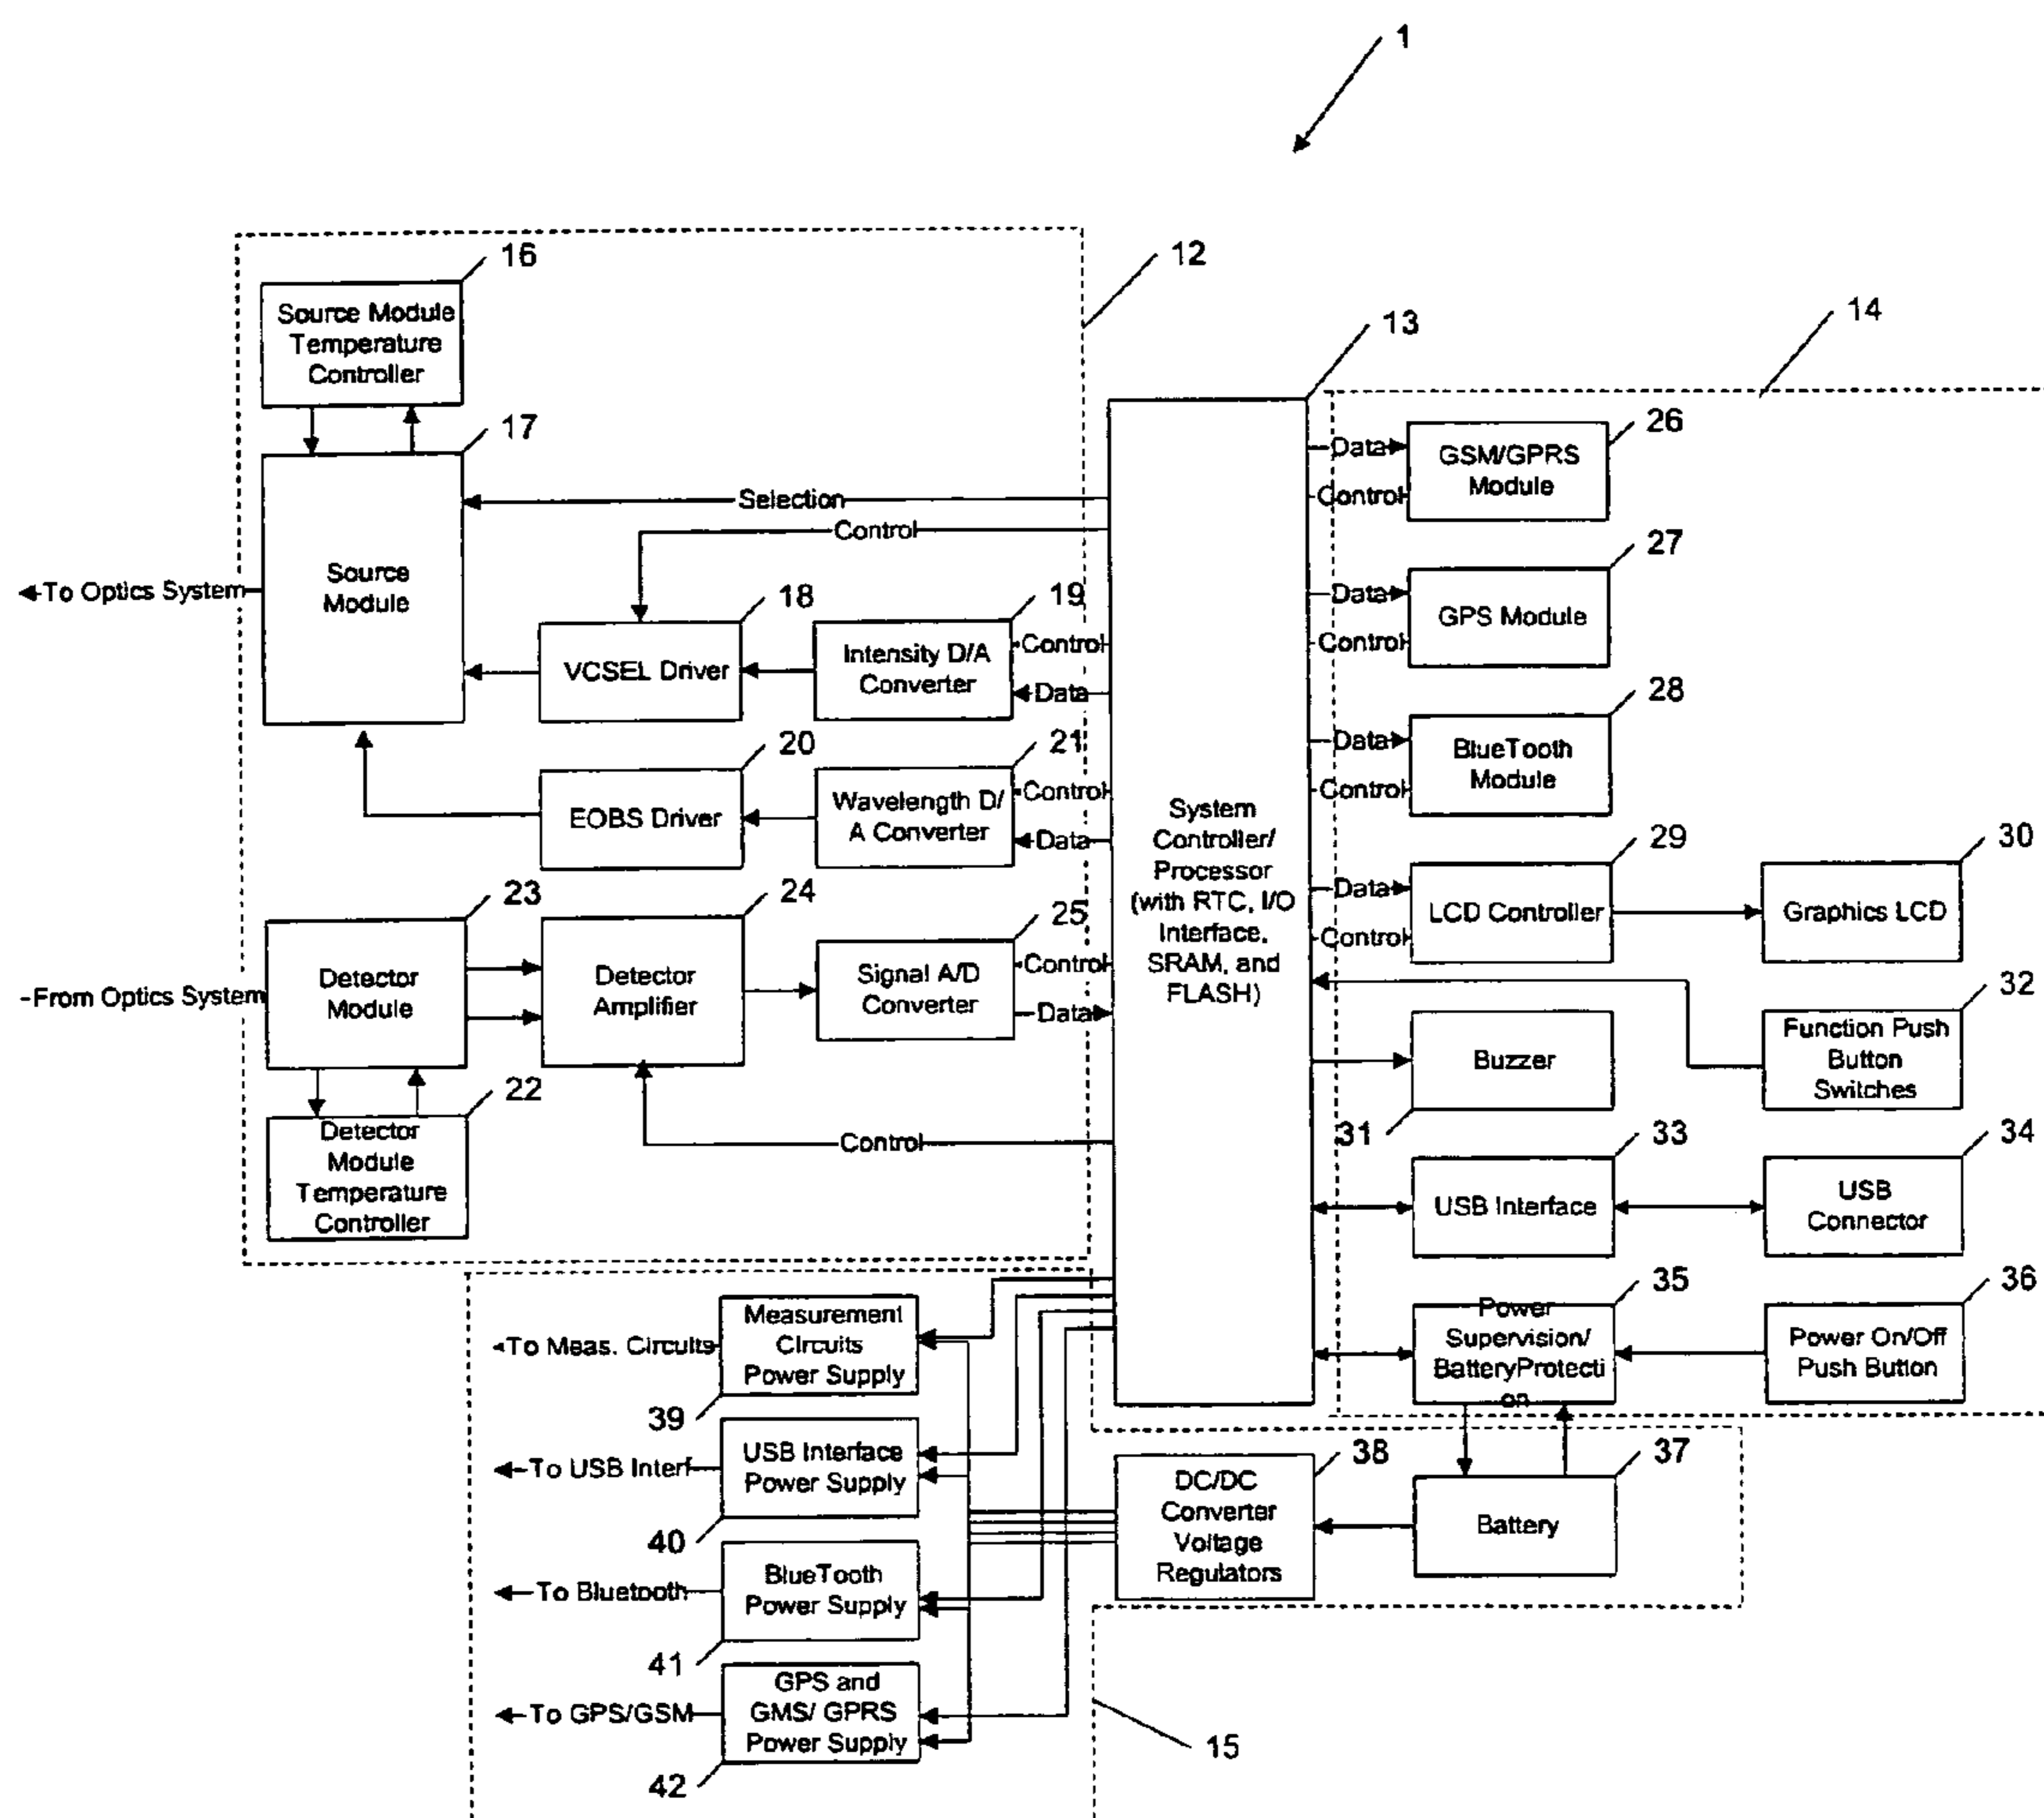 1
12
16
Source Module
Temperature
Controller
17
Source
Module
◄To Optics System
Selection
Control
18
VCSEL Driver
19
Intensity D/A
Converter
Control
Data
20
EOBS Driver
21
Wavelength D/
A Converter
Control
Data
23
Detector
Module
-From Optics System
24
Detector
Amplifier
25
Signal A/D
Converter
Control
Data
22
Detector
Module
Temperature
Controller
Control
13
System
Controller/
Processor
(with RTC, I/O
Interface,
SRAM, and
FLASH)
14
Data
Control
26
GSM/GPRS
Module
Data
Control
27
GPS Module
Data
Control
28
BlueTooth
Module
Data
Control
29
LCD Controller
30
Graphics LCD
32
Function Push
Button
Switches
Buzzer
31
33
USB Interface
34
USB
Connector
35
Power
Supervision/
BatteryProtecti
on
36
Power On/Off
Push Button
37
Battery
38
DC/DC
Converter
Voltage
Regulators
Measurement
Circuits
Power Supply
To Meas. Circuits
39
USB Interface
Power Supply
To USB Interf
40
BlueTooth
Power Supply
To Bluetooth
41
GPS and
GMS/ GPRS
Power Supply
To GPS/GSM
42
15